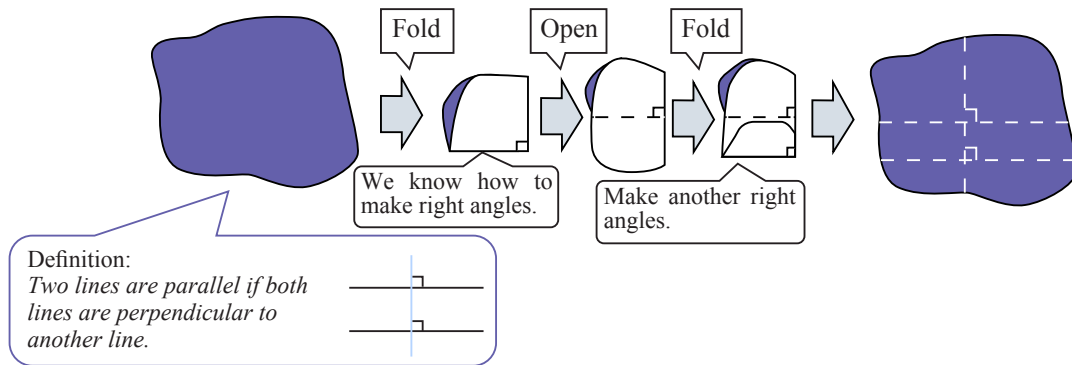 Fold
Open
Fold
We know how to
make right angles.
Make another right
angles.
Definition:
Two lines are parallel if both
lines are perpendicular to
another line.